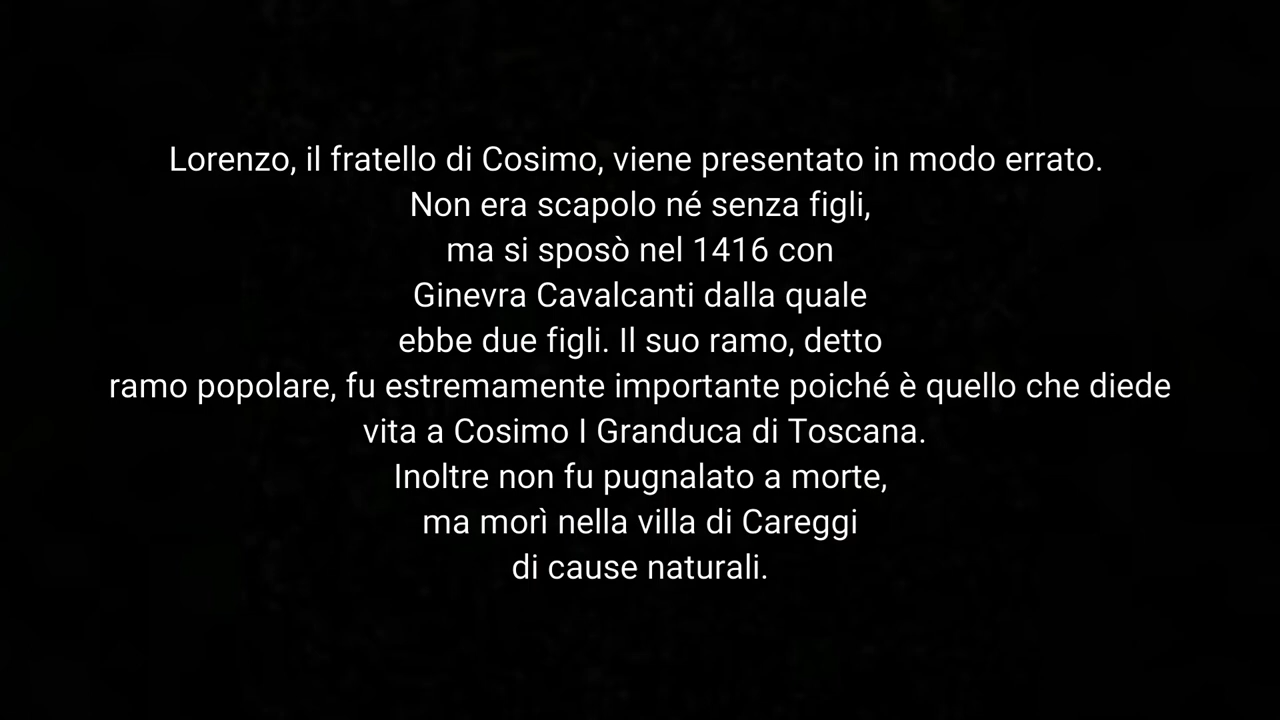 Lorenzo, il fratello di Cosimo, viene presentato in modo errato.
Non era scapolo né senza figli,
ma si sposò nel 1416 con
Ginevra Cavalcanti dalla quale
ebbe due figli. Il suo ramo, detto
ramo popolare, fu estremamente importante poiché è quello che diede
vita a Cosimo I Granduca di Toscana.
Inoltre non fu pugnalato a morte,
ma morì nella villa di Careggi
di cause naturali.